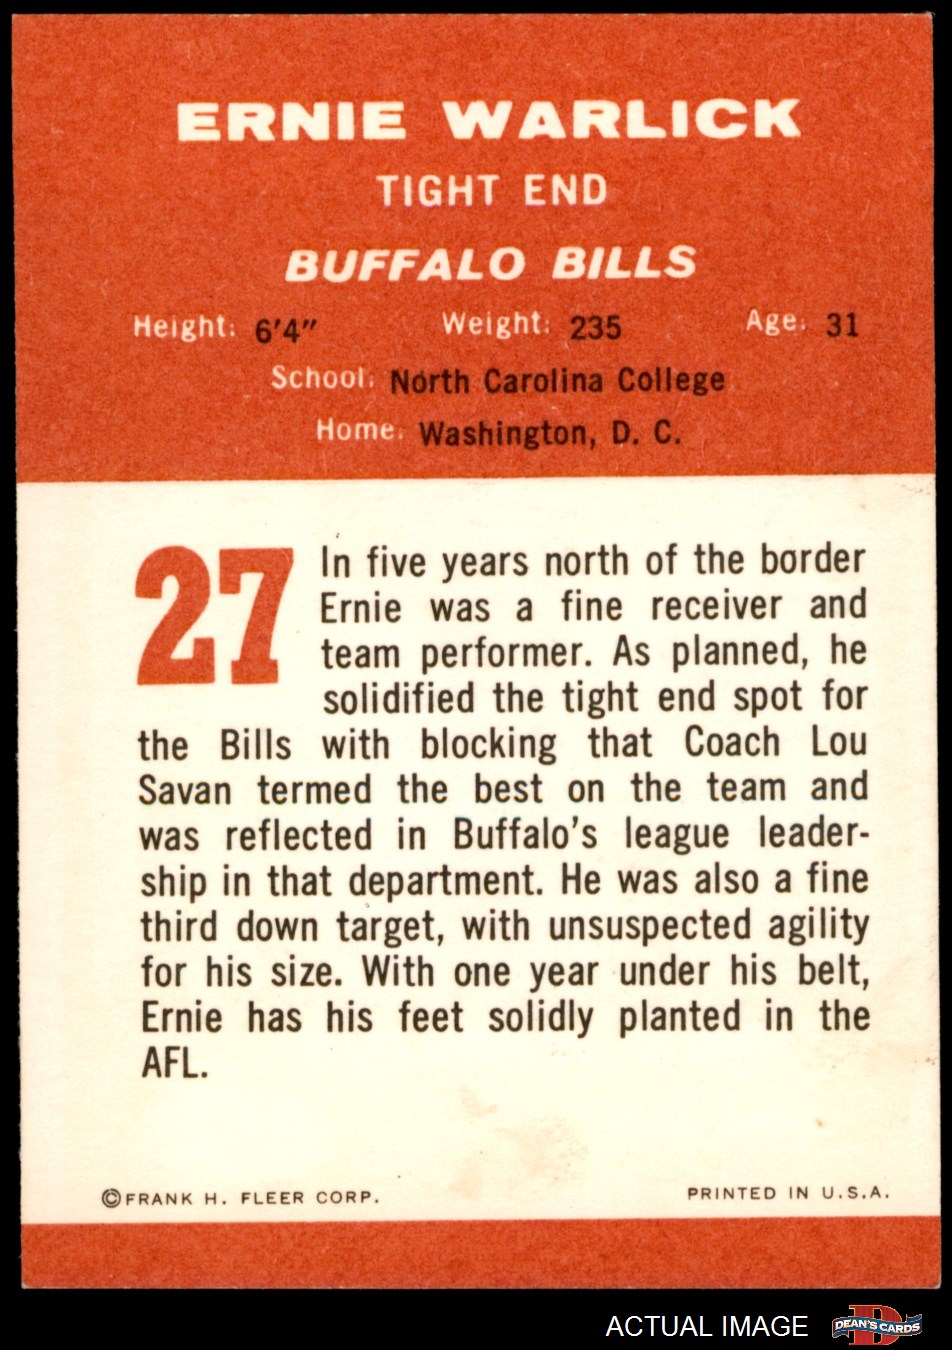 ERNIE WARLICK
TIGHT END
BUFFALO BILLS
Height: 6'4" Weight: 235 Age: 31
School: North Carolina College
Home: Washington, D. C.
27
In five years north of the border
Ernie was a fine receiver and
team performer. As planned, he
solidified the tight end spot for
the Bills with blocking that Coach Lou
Savan termed the best on the team and
was reflected in Buffalo's league leader-
ship in that department. He was also a fine
third down target, with unsuspected agility
for his size. With one year under his belt,
Ernie has his feet solidly planted in the
AFL.
©FRANK H. FLEER CORP. PRINTED IN U.S.A.
ACTUAL IMAGE D DEAN'S CARDS